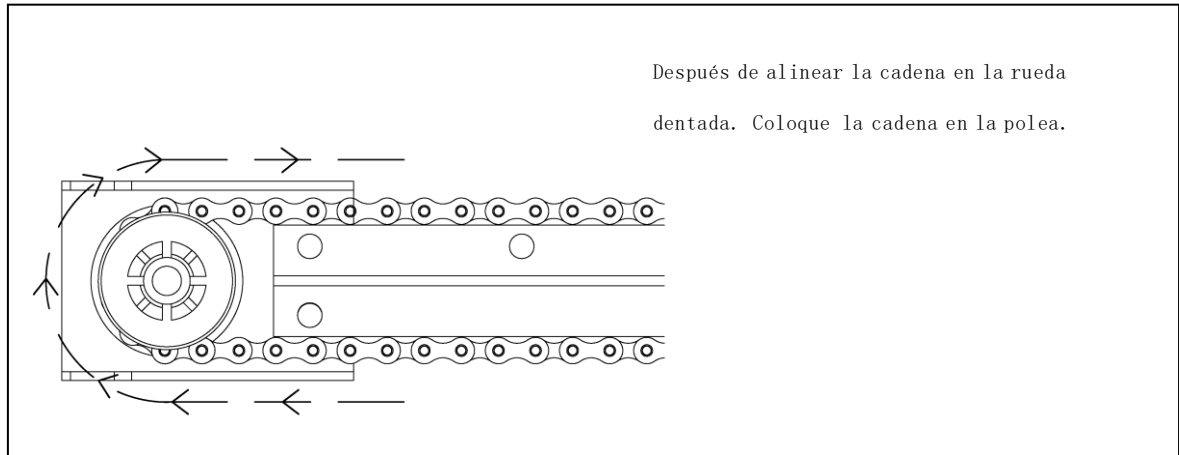 Después de alinear la cadena en la rueda
dentada. Coloque la cadena en la polea.